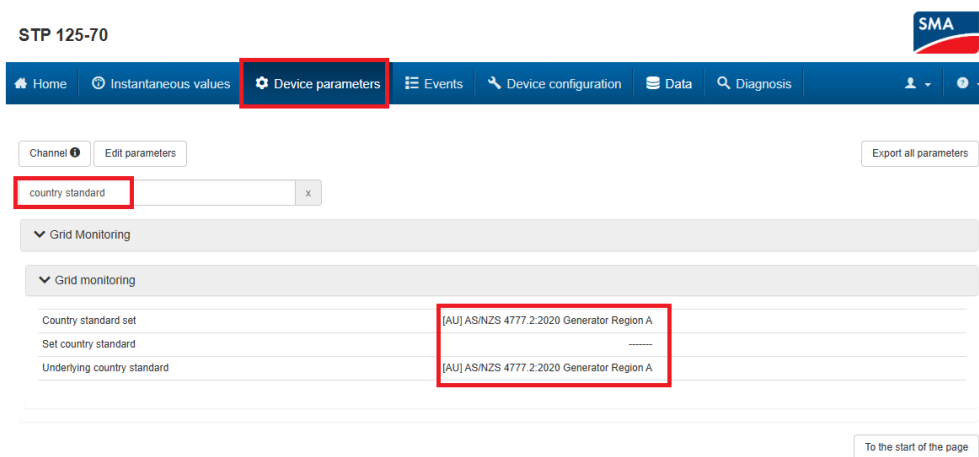 STP 125-70
SMA
Home Instantaneous values Device parameters Events Device configuration Data Diagnosis
Channel Edit parameters Export all parameters
country standard x
Grid Monitoring
Grid monitoring
Country standard set [AU] AS/NZS 4777.2:2020 Generator Region A
Set country standard -------
Underlying country standard [AU] AS/NZS 4777.2:2020 Generator Region A
To the start of the page